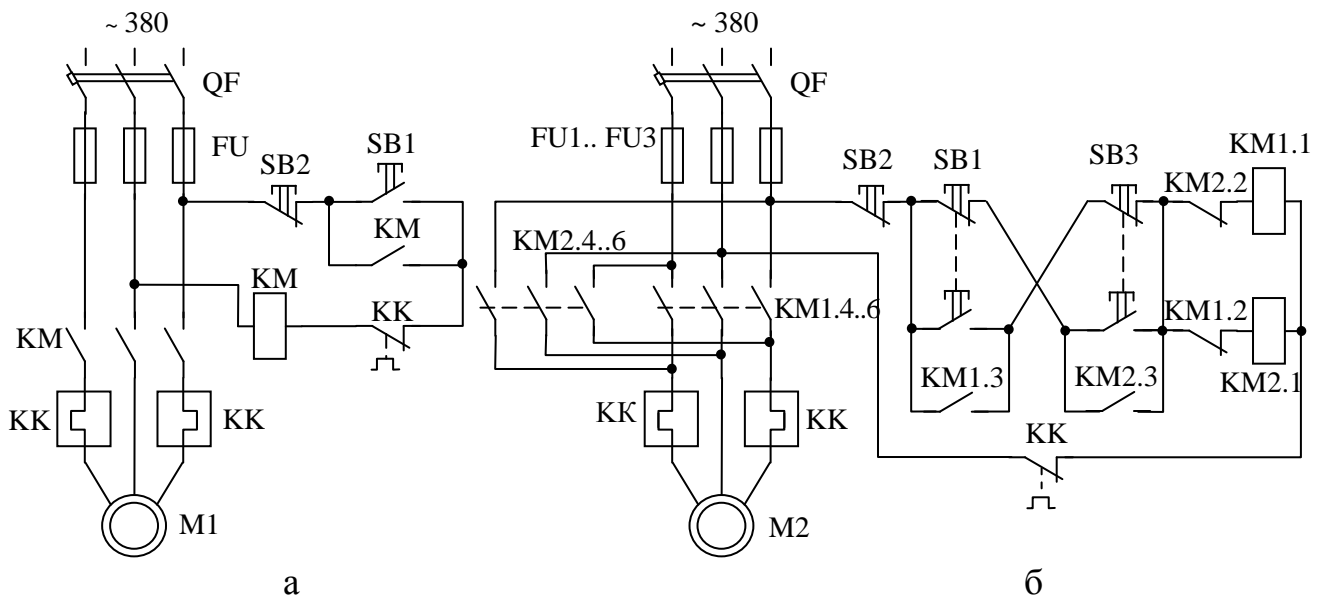 ~ 380
QF
FU
SB2
SB1
KM
KM
KK
KM
KK
KK
M1
а
~ 380
QF
FU1.. FU3
SB2
SB1
SB3
KM1.1
KM2.2
KM2.4..6
KM1.4..6
KM1.2
KM1.3
KM2.3
KM2.1
KК
KK
KK
M2
б